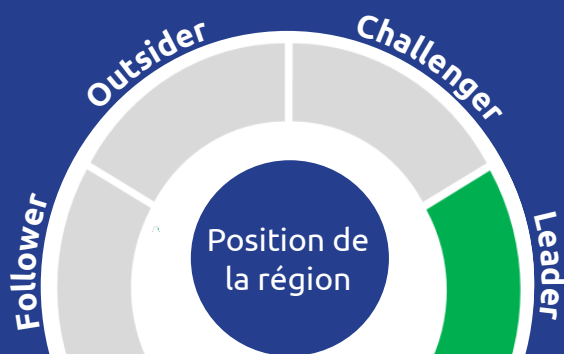 Follower
Outsider
Challenger
Leader
Position de
la région